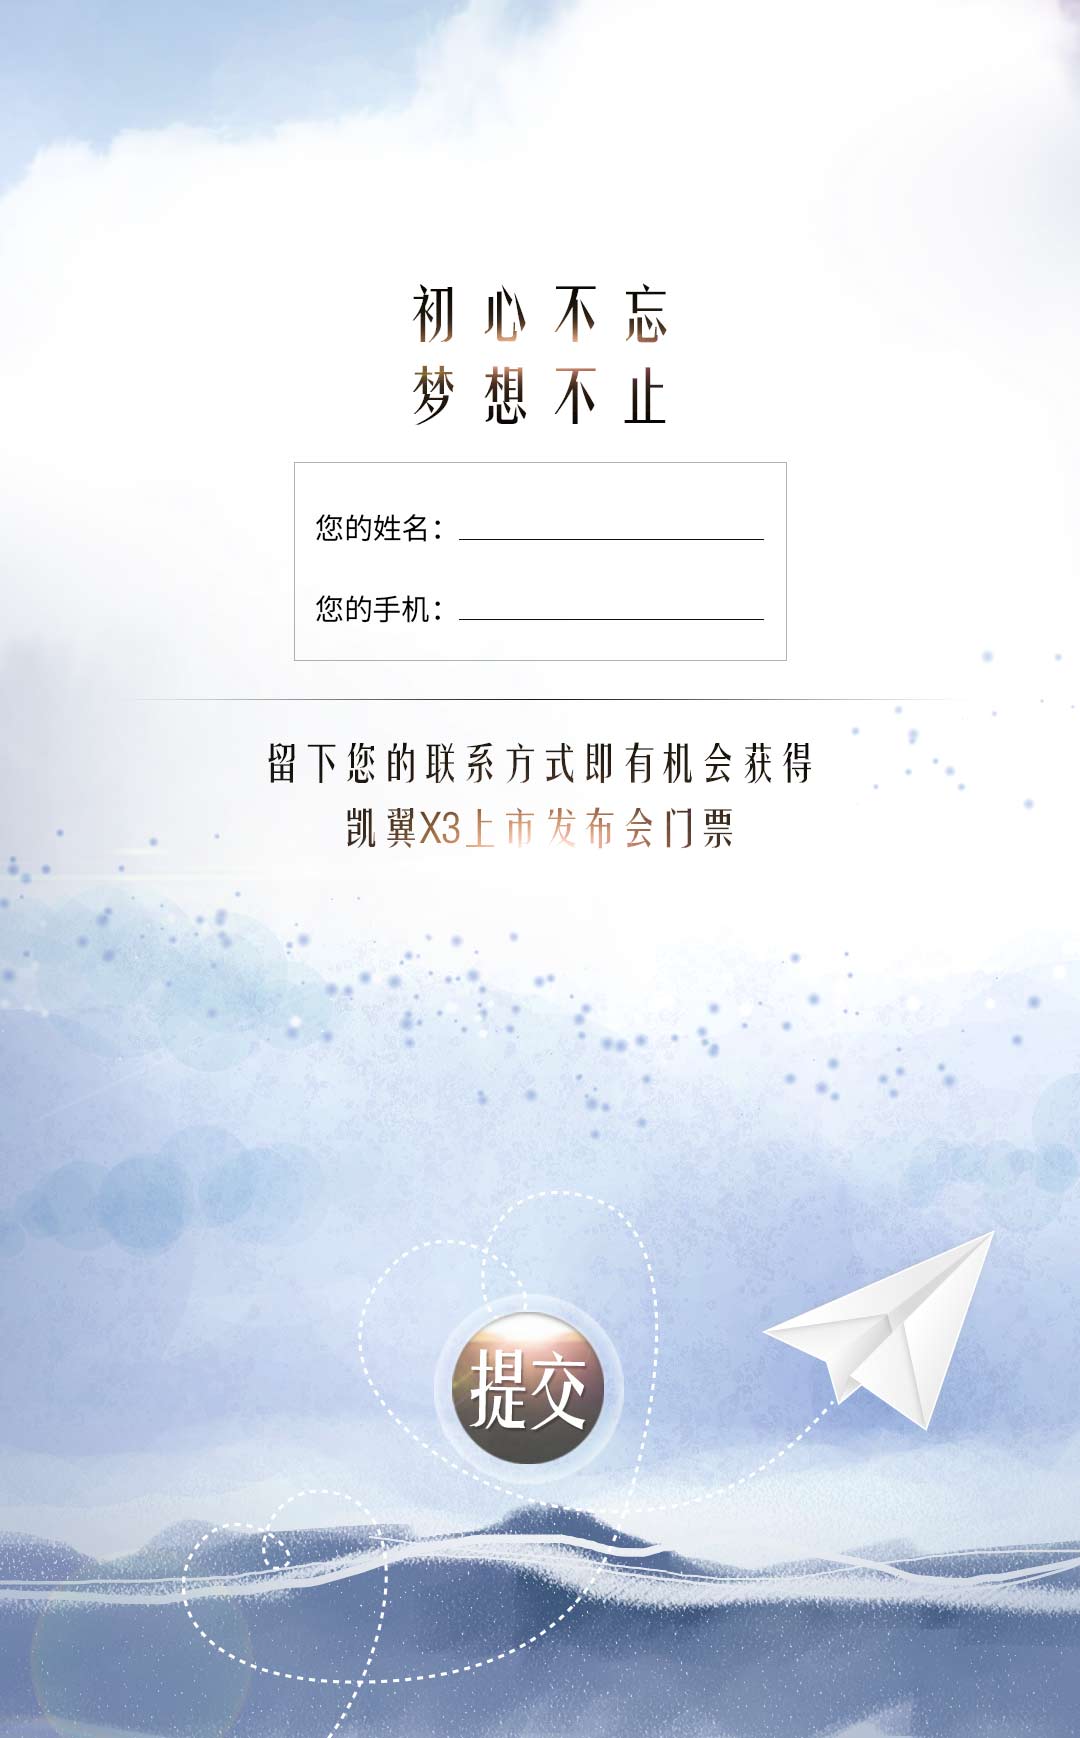 初心不忘
梦想不止
您的姓名：
您的手机：
留下您的联系方式即有机会获得
凯翼X3上市发布会门票
提交